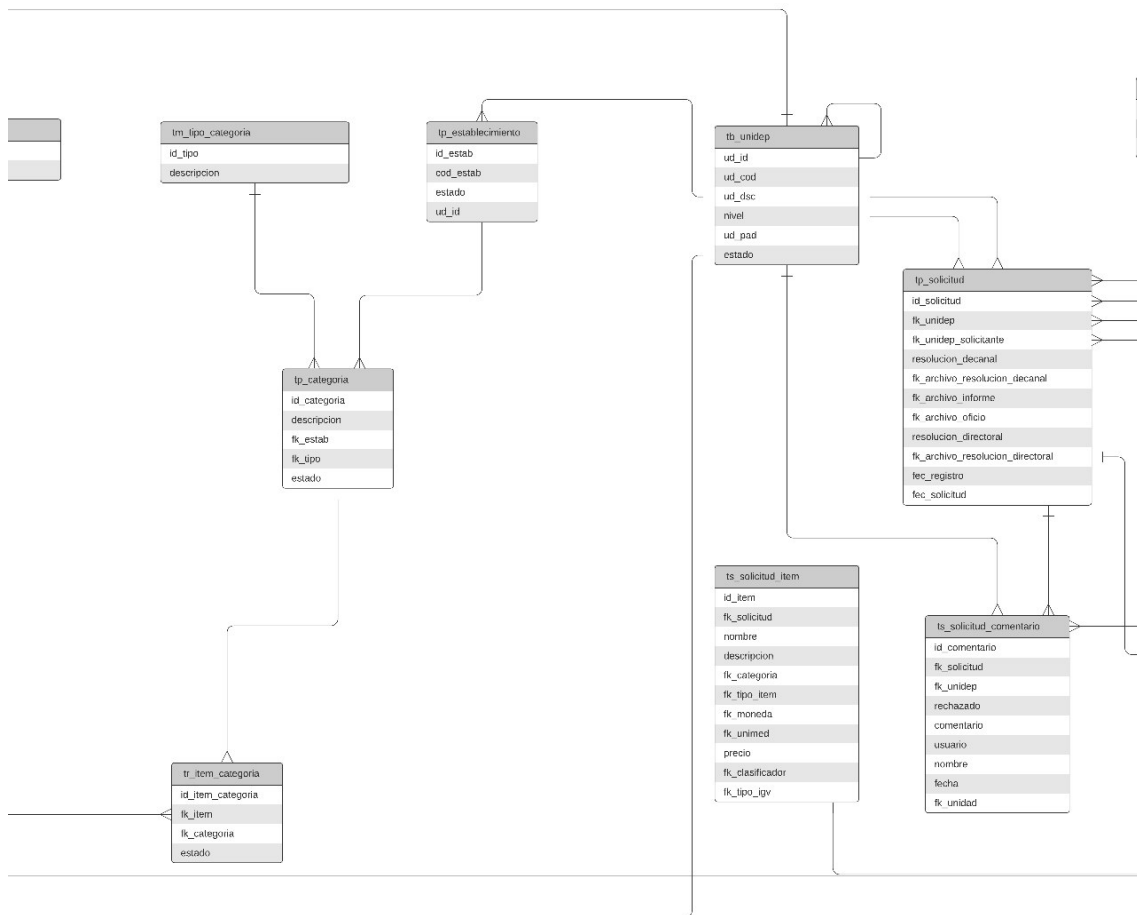 tm_tipo_categoria
id_tipo
descripcion
tp_establecimiento
id_estab
cod_estab
estado
ud_id
tb_unidep
ud_id
ud_cod
ud_dsc
nivel
ud_pad
estado
tp_solicitud
id_solicitud
fk_unidep
fk_unidep_solicitante
resolucion_decanal
fk_archivo_resolucion_decanal
fk_archivo_informe
fk_archivo_oficio
resolucion_directoral
fk_archivo_resolucion_directoral
fec_registro
fec_solicitud
tp_categoria
id_categoria
descripcion
fk_estab
fk_tipo
estado
ts_solicitud_item
id_item
fk_solicitud
nombre
descripcion
fk_categoria
fk_tipo_item
fk_moneda
fk_unimed
precio
fk_clasificador
fk_tipo_igv
ts_solicitud_comentario
id_comentario
fk_solicitud
fk_unidep
rechazado
comentario
usuario
nombre
fecha
fk_unidad
tr_item_categoria
id_item_categoria
fk_item
fk_categoria
estado